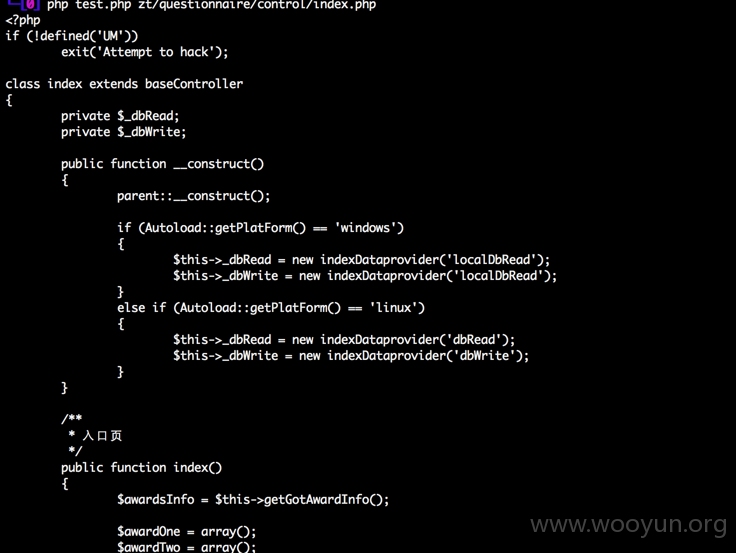 [0] php test.php zt/questionnaire/control/index.php
<?php
if (!defined('UM'))
        exit('Attempt to hack');

class index extends baseController
{
        private $_dbRead;
        private $_dbWrite;

        public function __construct()
        {
                parent::__construct();

                if (Autoload::getPlatForm() == 'windows')
                {
                        $this->_dbRead = new indexDataprovider('localDbRead');
                        $this->_dbWrite = new indexDataprovider('localDbRead');
                }
                else if (Autoload::getPlatForm() == 'linux')
                {
                        $this->_dbRead = new indexDataprovider('dbRead');
                        $this->_dbWrite = new indexDataprovider('dbWrite');
                }
        }

        /**
         * 入口页
         */
        public function index()
        {
                $awardsInfo = $this->getGotAwardInfo();

                $awardOne = array();
                $awardTwo = array();
www.wooyun.org